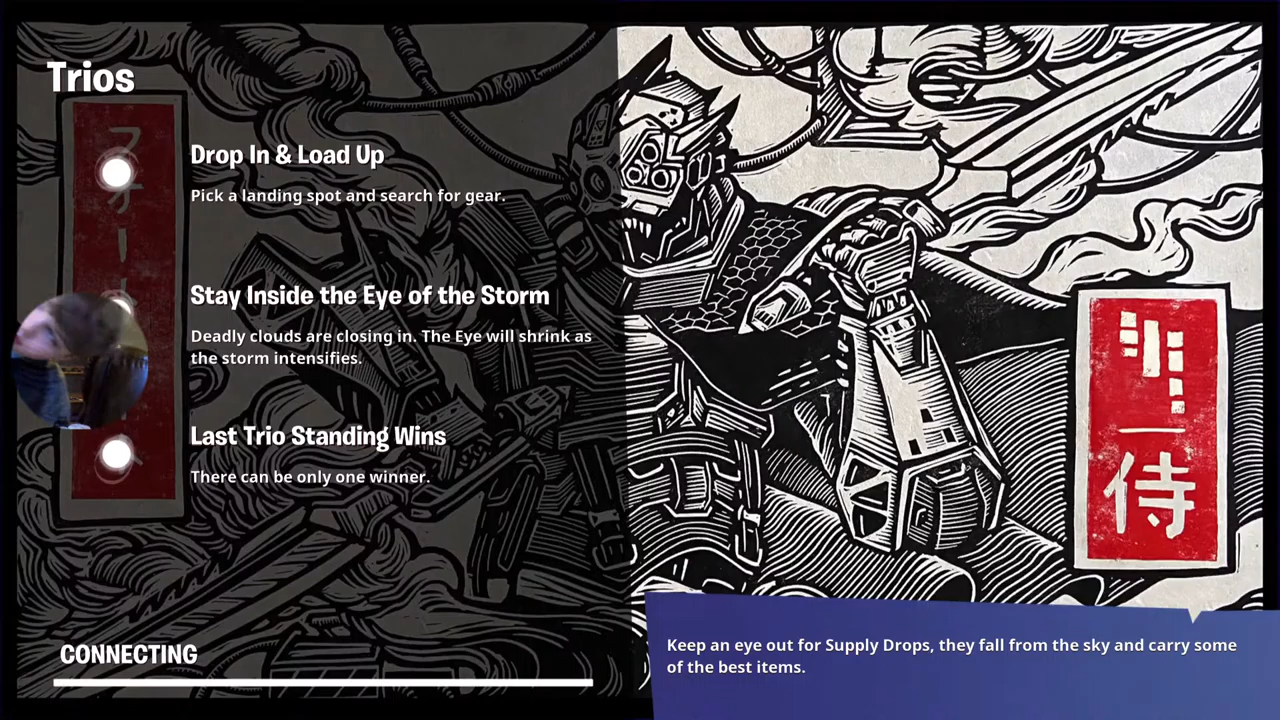 Trios
Drop In & Load Up
Pick a landing spot and search for gear.
Stay Inside the Eye of the Storm
Deadly clouds are closing in. The Eye will shrink as
the storm intensifies.
Last Trio Standing Wins
There can be only one winner.
侍
CONNECTING
Keep an eye out for Supply Drops, they fall from the sky and carry some
of the best items.